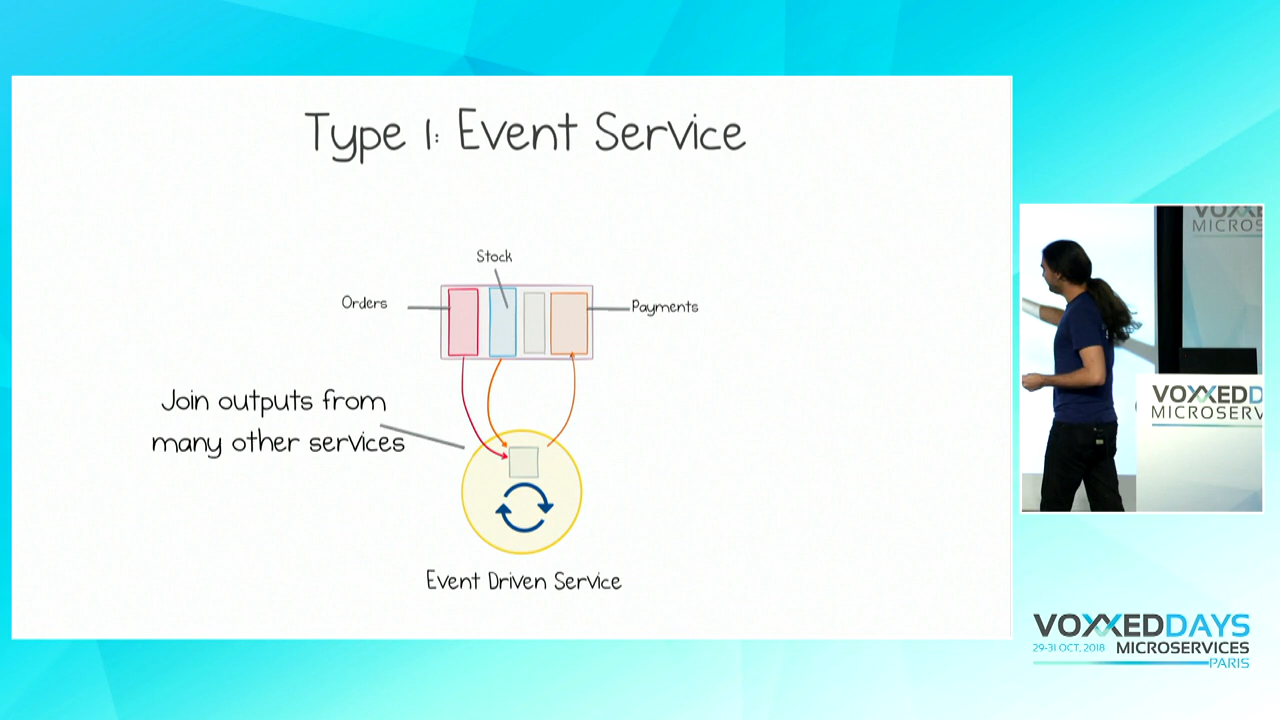 Type 1: Event Service
Stock
Orders
Payments
Join outputs from
many other services
Event Driven Service
VOXXED
MICROS
VOXXED
MICROSERV
VOXXEDDAYS
29-31 OCT, 2018 MICROSERVICES
PARIS